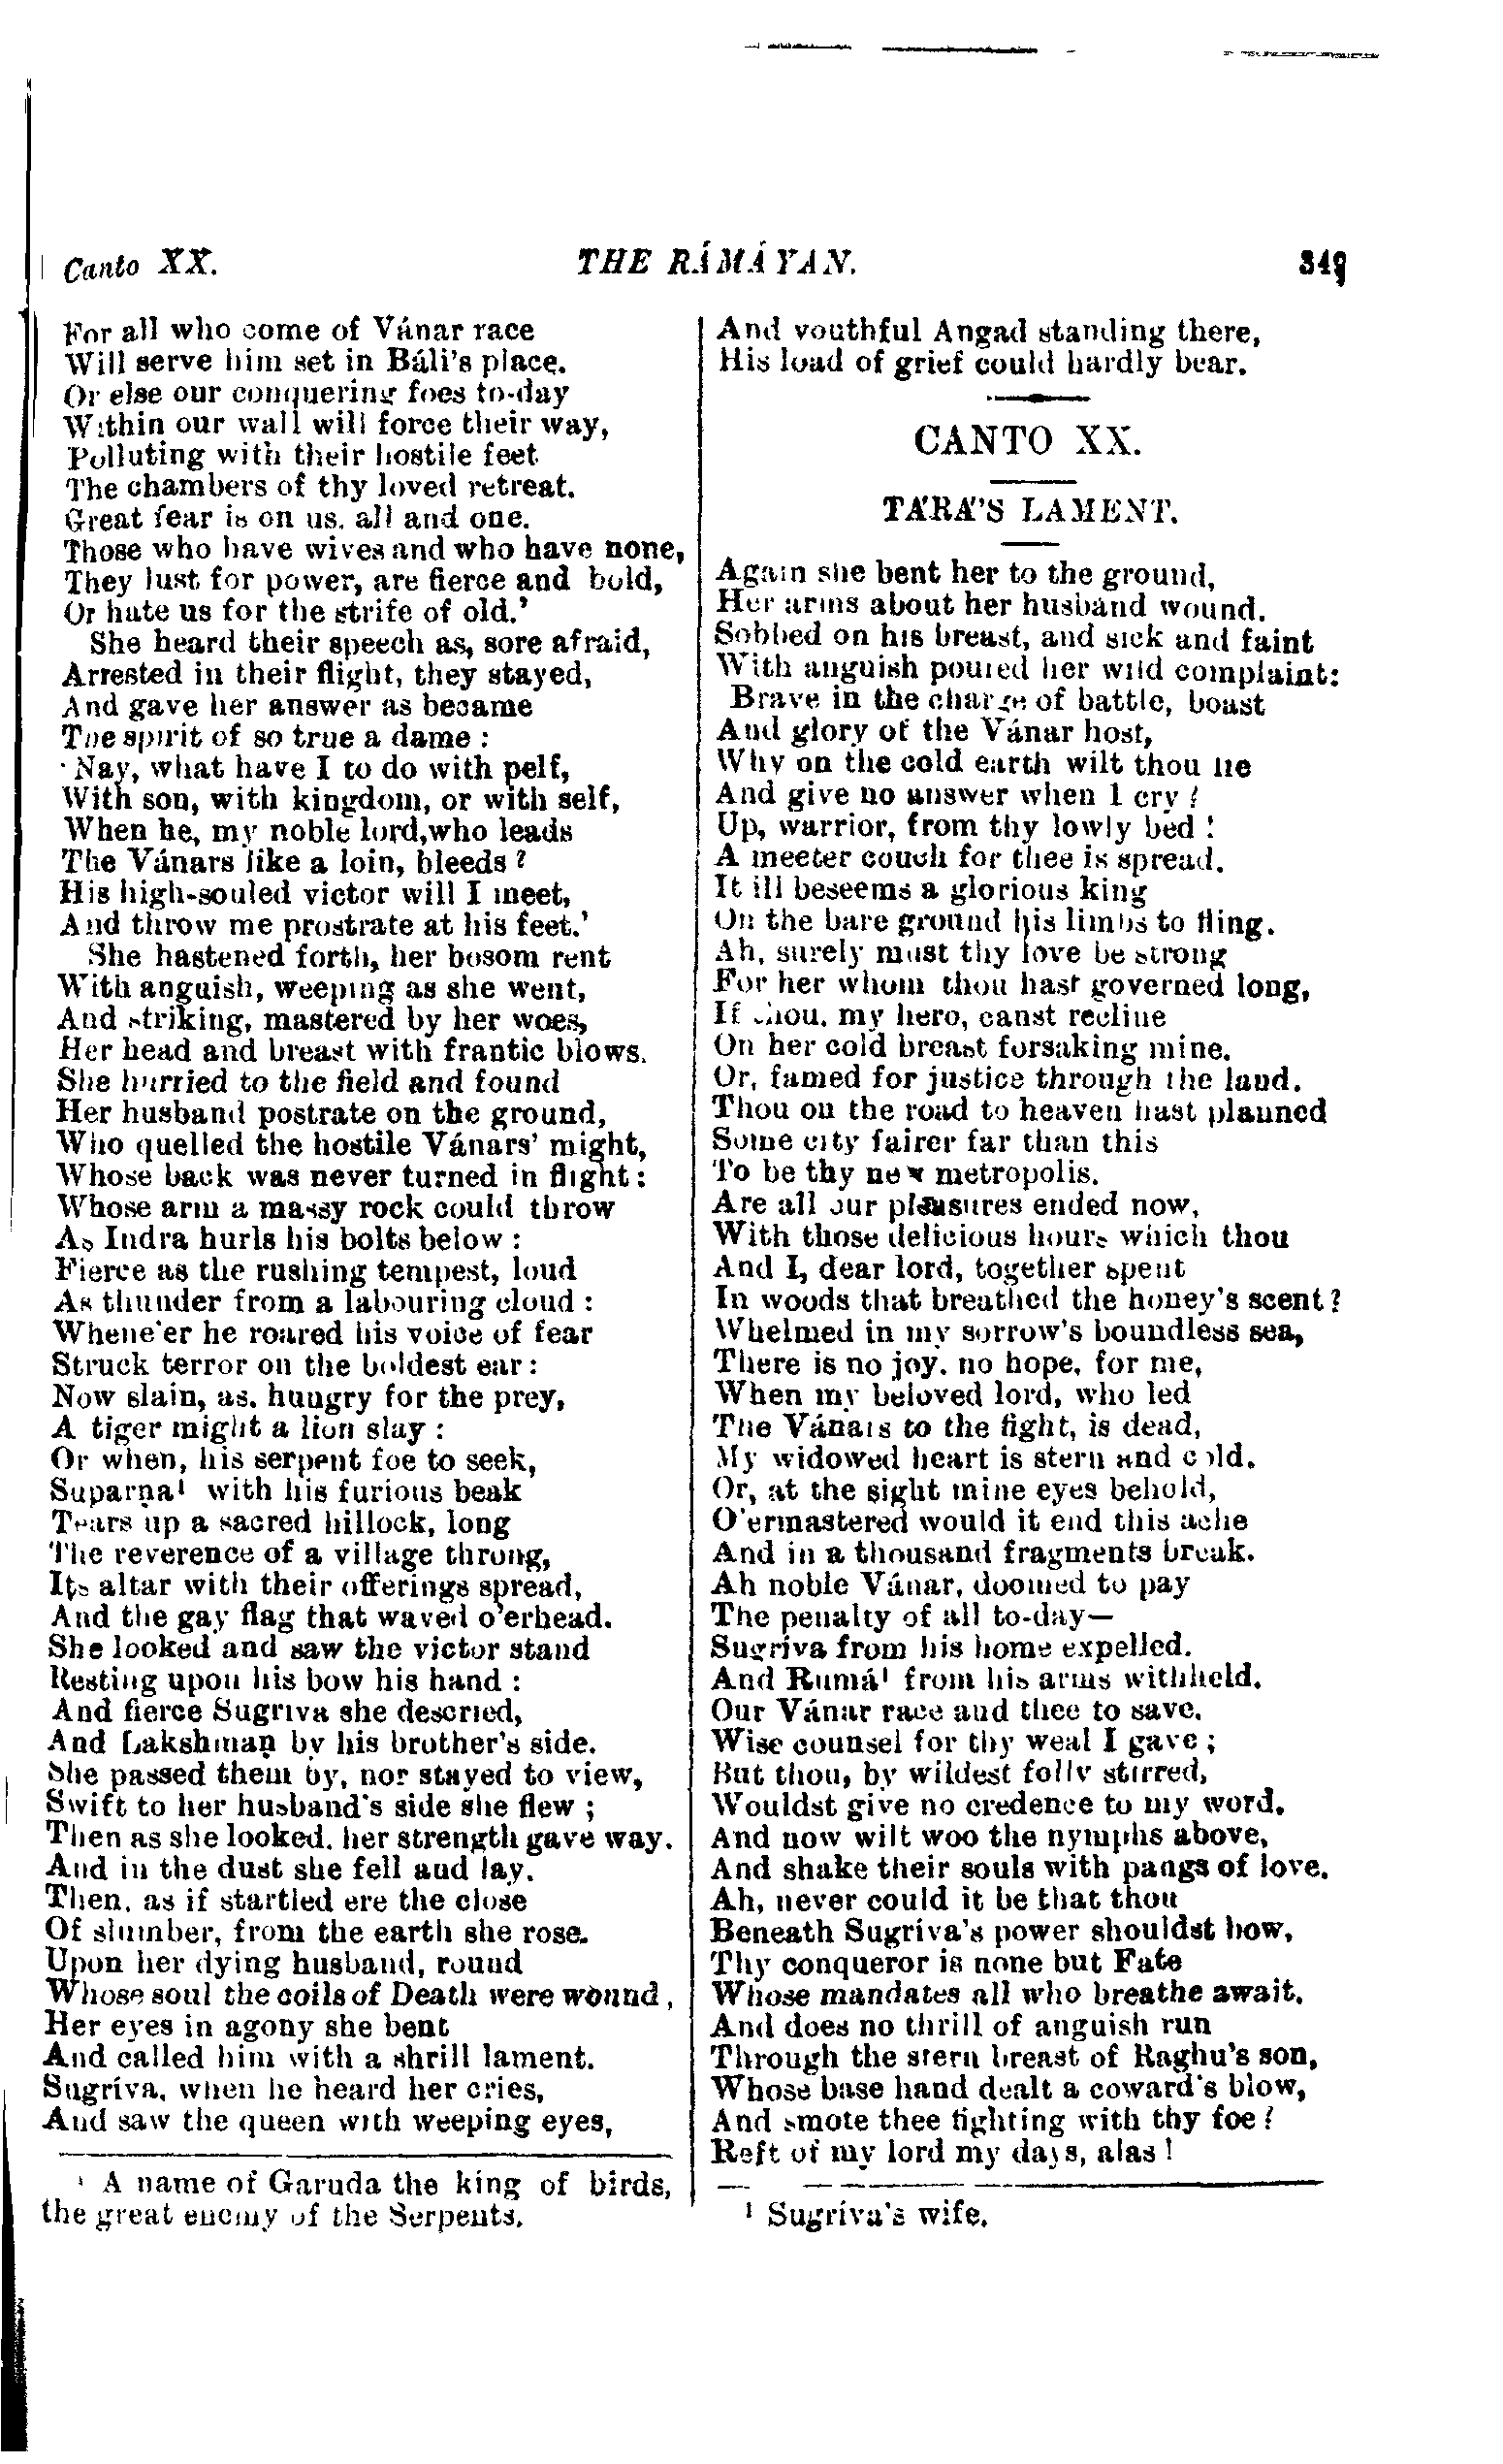 Canto XX.
THE RÁMÁYAN.
349
For all who come of Vánar race
Will serve him set in Báli's place.
Or else our conquering foes to-day
Within our wall will force their way,
Polluting with their hostile feet
The chambers of thy loved retreat.
Great fear is on us, all and one.
Those who have wives and who have none,
They lust for power, are fierce and bold,
Or hate us for the strife of old.'
She heard their speech as, sore afraid,
Arrested in their flight, they stayed,
And gave her answer as became
The spirit of so true a dame :
'Nay, what have I to do with pelf,
With son, with kingdom, or with self,
When he, my noble lord,who leads
The Vánars like a loin, bleeds ?
His high-souled victor will I meet,
And throw me prostrate at his feet.'
She hastened forth, her bosom rent
With anguish, weeping as she went,
And striking, mastered by her woes,
Her head and breast with frantic blows.
She hurried to the field and found
Her husband postrate on the ground,
Who quelled the hostile Vánars' might,
Whose back was never turned in flight :
Whose arm a massy rock could throw
As Indra hurls his bolts below :
Fierce as the rushing tempest, loud
As thunder from a labouring cloud :
Whene'er he roared his voice of fear
Struck terror on the boldest ear :
Now slain, as, hungry for the prey,
A tiger might a lion slay :
Or when, his serpent foe to seek,
Suparṇa¹ with his furious beak
Tears up a sacred hillock, long
The reverence of a village throng,
Its altar with their offerings spread,
And the gay flag that waved o'erhead.
She looked and saw the victor stand
Resting upon his bow his hand :
And fierce Sugríva she descried,
And Lakshmaṇ by his brother's side.
She passed them by, nor stayed to view,
Swift to her husband's side she flew ;
Then as she looked, her strength gave way.
And in the dust she fell and lay.
Then, as if startled ere the close
Of slumber, from the earth she rose.
Upon her dying husband, round
Whose soul the coils of Death were wound,
Her eyes in agony she bent
And called him with a shrill lament.
Sugríva, when he heard her cries,
And saw the queen with weeping eyes,
¹ A name of Garuda the king of birds,
the great enemy of the Serpents.
And youthful Angad standing there,
His load of grief could hardly bear.
CANTO XX.
TÁRÁ'S LAMENT.
Again she bent her to the ground,
Her arms about her husband wound.
Sobbed on his breast, and sick and faint
With anguish poured her wild complaint:
Brave in the charge of battle, boast
And glory of the Vánar host,
Why on the cold earth wilt thou lie
And give no answer when I cry ?
Up, warrior, from thy lowly bed !
A meeter couch for thee is spread.
It ill beseems a glorious king
On the bare ground his limbs to fling.
Ah, surely must thy love be strong
For her whom thou hast governed long,
If thou, my hero, canst recline
On her cold breast forsaking mine.
Or, famed for justice through the land.
Thou on the road to heaven hast planned
Some city fairer far than this
To be thy new metropolis.
Are all our pleasures ended now,
With those delicious hours which thou
And I, dear lord, together spent
In woods that breathed the honey's scent ?
Whelmed in my sorrow's boundless sea,
There is no joy, no hope, for me,
When my beloved lord, who led
The Vánars to the fight, is dead,
My widowed heart is stern and cold.
Or, at the sight mine eyes behold,
O'ermastered would it end this ache
And in a thousand fragments break.
Ah noble Vánar, doomed to pay
The penalty of all to-day—
Sugríva from his home expelled.
And Rumá¹ from his arms withheld.
Our Vánar race and thee to save.
Wise counsel for thy weal I gave ;
But thou, by wildest folly stirred,
Wouldst give no credence to my word.
And now wilt woo the nymphs above,
And shake their souls with pangs of love.
Ah, never could it be that thou
Beneath Sugríva's power shouldst bow,
Thy conqueror is none but Fate
Whose mandates all who breathe await.
And does no thrill of anguish run
Through the stern breast of Raghu's son,
Whose base hand dealt a coward's blow,
And smote thee fighting with thy foe ?
Reft of my lord my days, alas !
¹ Sugríva's wife.